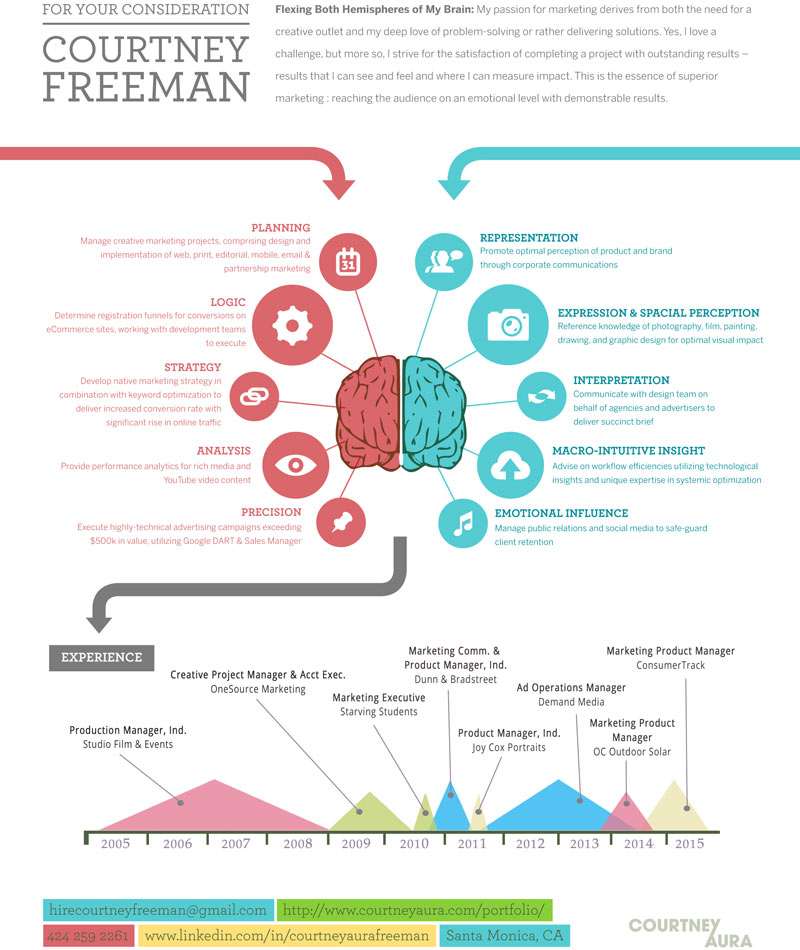 FOR YOUR CONSIDERATION
COURTNEY
FREEMAN
Flexing Both Hemispheres of My Brain: My passion for marketing derives from both the need for a
creative outlet and my deep love of problem-solving or rather delivering solutions. Yes, I love a
challenge, but more so, I strive for the satisfaction of completing a project with outstanding results –
results that I can see and feel and where I can measure impact. This is the essence of superior
marketing : reaching the audience on an emotional level with demonstrable results.
PLANNING
Manage creative marketing projects, comprising design and
implementation of web, print, editorial, mobile, email &
partnership marketing
31
LOGIC
Determine registration funnels for conversions on
eCommerce sites, working with development teams
to execute
STRATEGY
Develop native marketing strategy in
combination with keyword optimization to
deliver increased conversion rate with
significant rise in online traffic
ANALYSIS
Provide performance analytics for rich media and
YouTube video content
PRECISION
Execute highly-technical advertising campaigns exceeding
$500k in value, utilizing Google DART & Sales Manager
REPRESENTATION
Promote optimal perception of product and brand
through corporate communications
EXPRESSION & SPACIAL PERCEPTION
Reference knowledge of photography, film, painting,
drawing, and graphic design for optimal visual impact
INTERPRETATION
Communicate with design team on
behalf of agencies and advertisers to
deliver succinct brief
MACRO-INTUITIVE INSIGHT
Advise on workflow efficiencies utilizing technological
insights and unique expertise in systemic optimization
EMOTIONAL INFLUENCE
Manage public relations and social media to safe-guard
client retention
EXPERIENCE
Production Manager, Ind.
Studio Film & Events
Creative Project Manager & Acct Exec.
OneSource Marketing
Marketing Executive
Starving Students
Marketing Comm. &
Product Manager, Ind.
Dunn & Bradstreet
Product Manager, Ind.
Joy Cox Portraits
Ad Operations Manager
Demand Media
Marketing Product
Manager
OC Outdoor Solar
Marketing Product Manager
ConsumerTrack
2005 2006 2007 2008 2009 2010 2011 2012 2013 2014 2015
hirecourtneyfreeman@gmail.com http://www.courtneyaura.com/portfolio/
424 259 2261 www.linkedin.com/in/courtneyaurafreeman Santa Monica, CA
COURTNEY
AURA